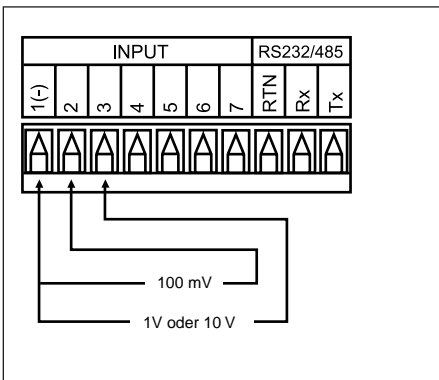 INPUT RS232/485
1(-) 2 3 4 5 6 7 RTN Rx Tx
100 mV
1V oder 10 V